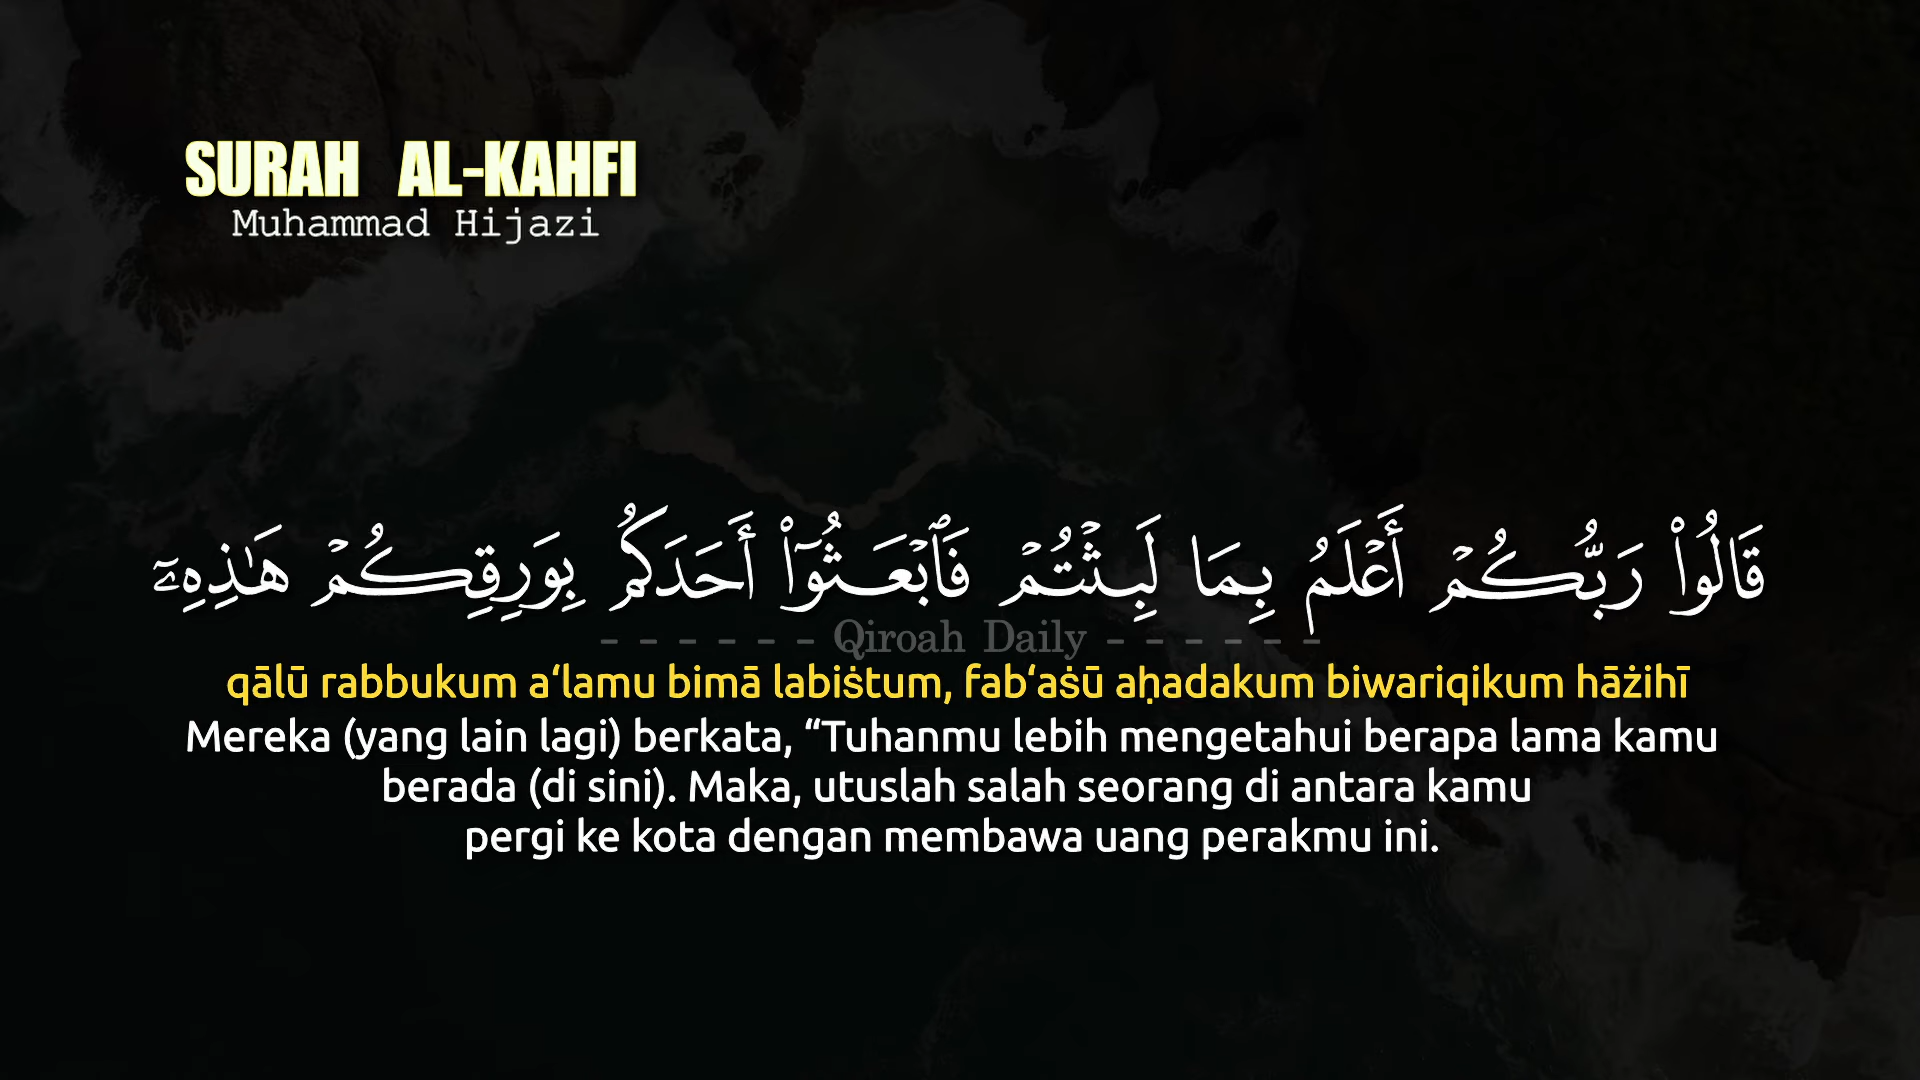 SURAH AL-KAHFI
Muhammad Hijazi
قَالُوا۟ رَبُّكُمْ أَعْلَمُ بِمَا لَبِثْتُمْ فَٱبْعَثُوٓا۟ أَحَدَكُم بِوَرِقِكُمْ هَـٰذِهِۦٓ
- - - - - - Qiroah Daily - - - - - -
qālū rabbukum a‘lamu bimā labiṡtum, fab‘aṡū aḥadakum biwariqikum hāżihī
Mereka (yang lain lagi) berkata, “Tuhanmu lebih mengetahui berapa lama kamu
berada (di sini). Maka, utuslah salah seorang di antara kamu
pergi ke kota dengan membawa uang perakmu ini.